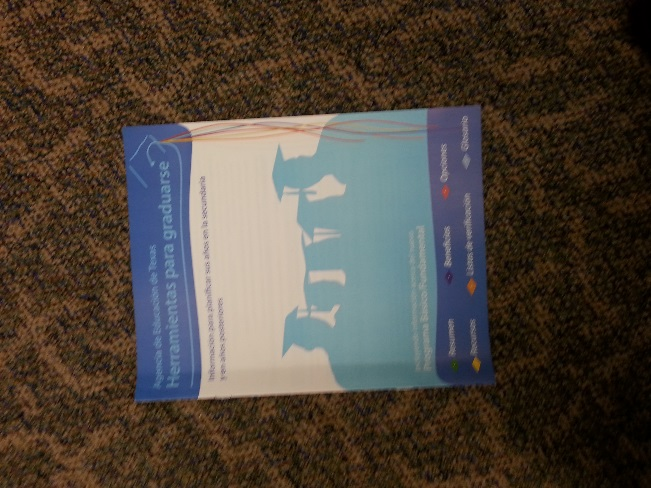 Agencia de Educación de Texas
Herramientas para graduarse
Información para planificar sus años en la secundaria
y en años posteriores
Programa Básico/Fundamental
Resumen
Beneficios
Opciones
Recursos
Listas de verificación
Glosario